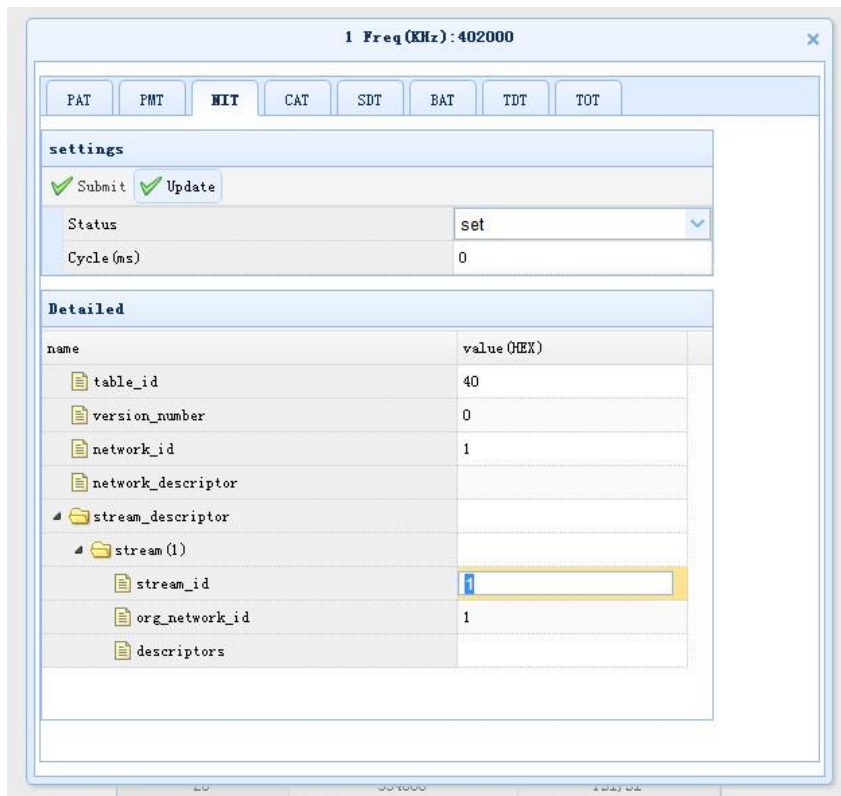 1 Freq(KHz):402000
PAT PMT NIT CAT SDT BAT TDT TOT
settings
Submit Update
Status set
Cycle(ms) 0
Detailed
name value(HEX)
table_id 40
version_number 0
network_id 1
network_descriptor
stream_descriptor
stream(1)
stream_id 1
org_network_id 1
descriptors